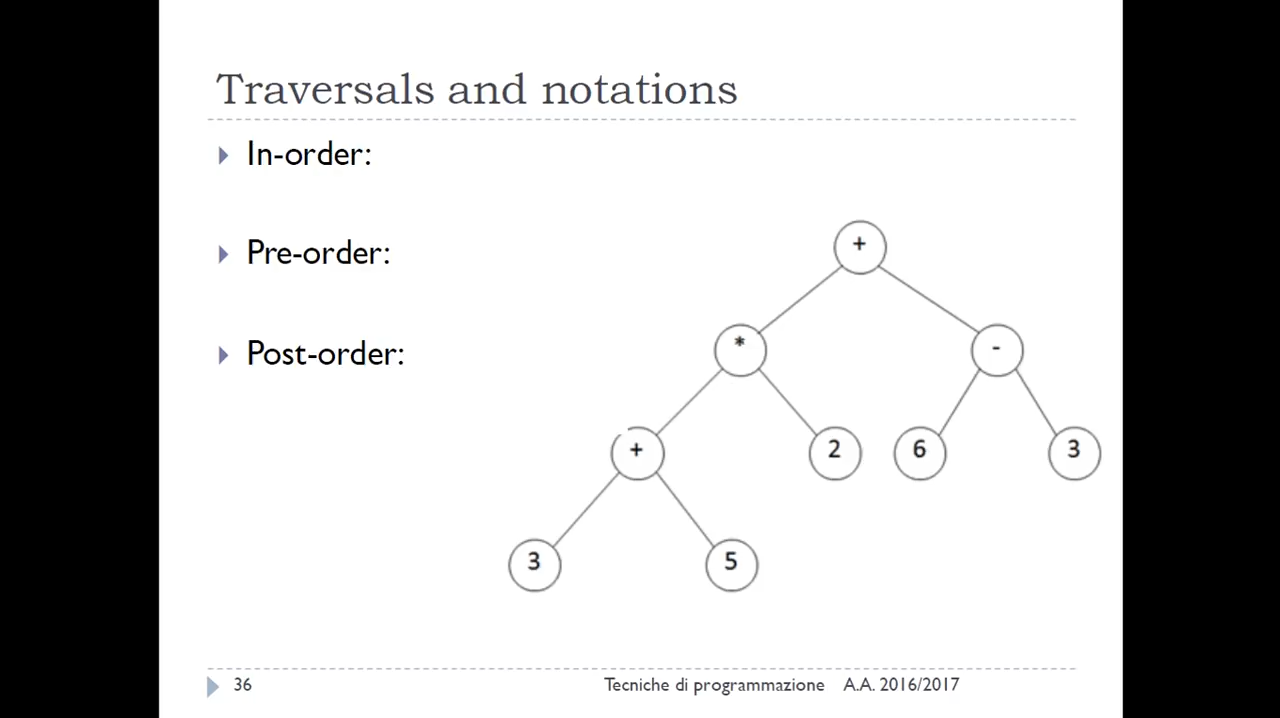 Traversals and notations
In-order:
Pre-order:
Post-order:
+
* -
+ 2 6 3
3 5
36 Tecniche di programmazione A.A. 2016/2017